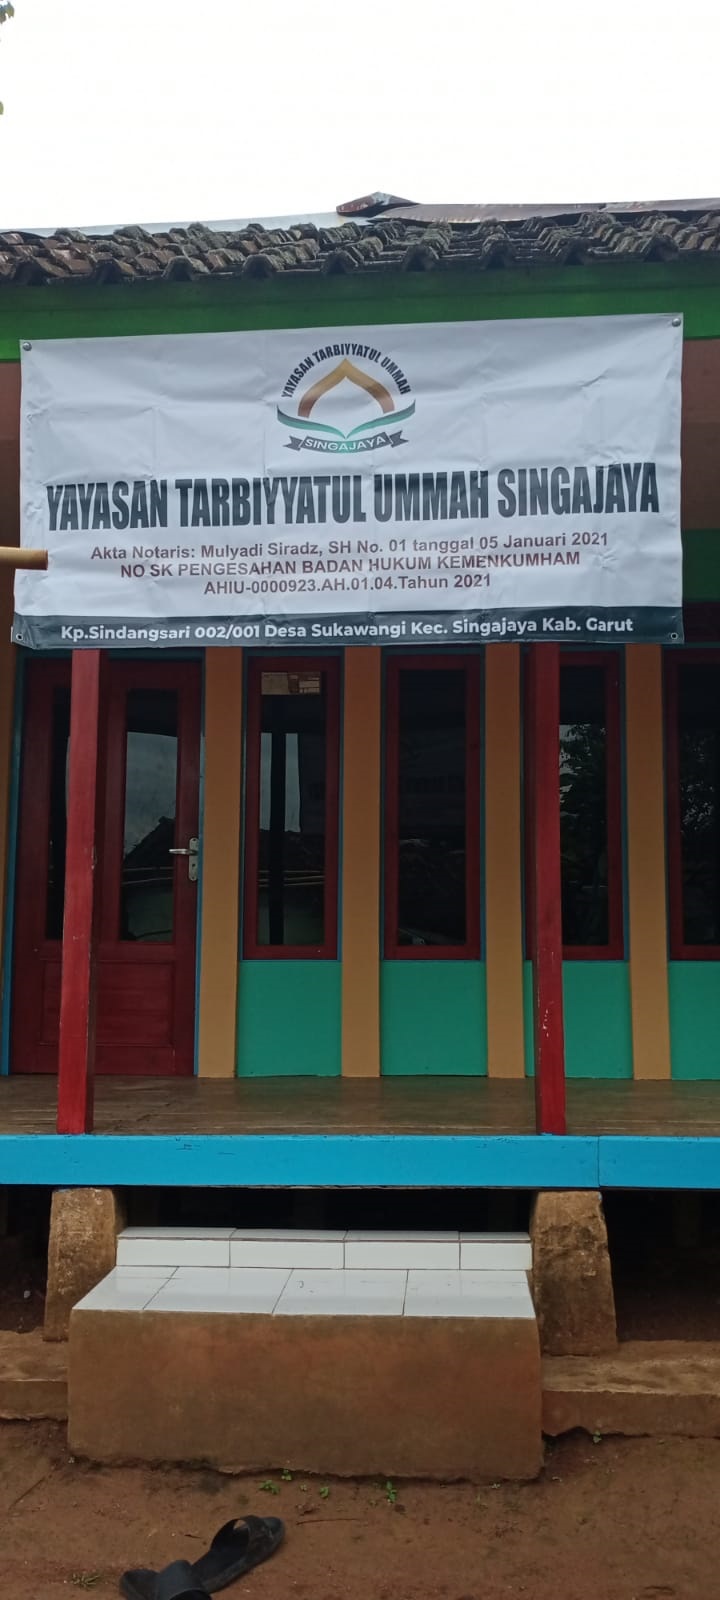 YAYASAN TARBIYYATUL UMMAH
SINGAJAYA
YAYASAN TARBIYYATUL UMMAH SINGAJAYA
Akta Notaris: Mulyadi Siradz, SH No. 01 tanggal 05 Januari 2021
NO SK PENGESAHAN BADAN HUKUM KEMENKUMHAM
AHIU-0000923.AH.01.04.Tahun 2021
Kp.Sindangsari 002/001 Desa Sukawangi Kec. Singajaya Kab. Garut